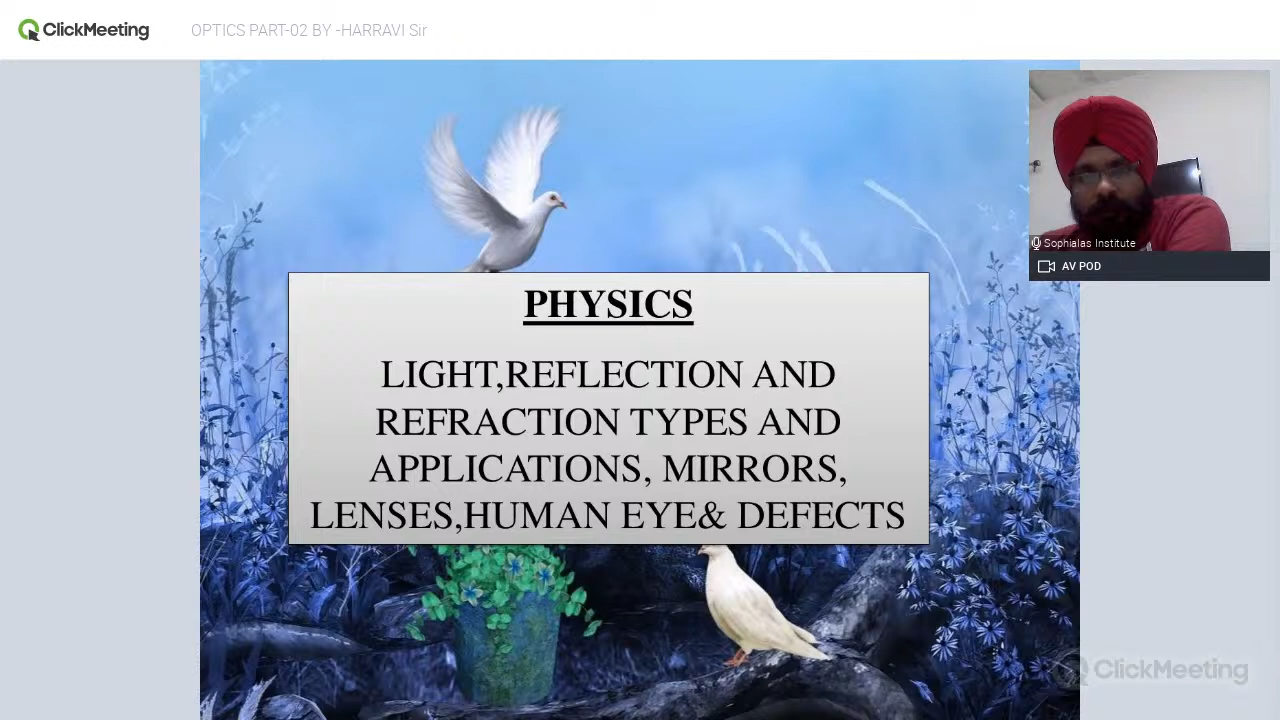 ClickMeeting
OPTICS PART-02 BY -HARRAVI Sir
Sophialas Institute
AV POD
PHYSICS
LIGHT,REFLECTION AND
REFRACTION TYPES AND
APPLICATIONS, MIRRORS,
LENSES,HUMAN EYE& DEFECTS
ClickMeeting